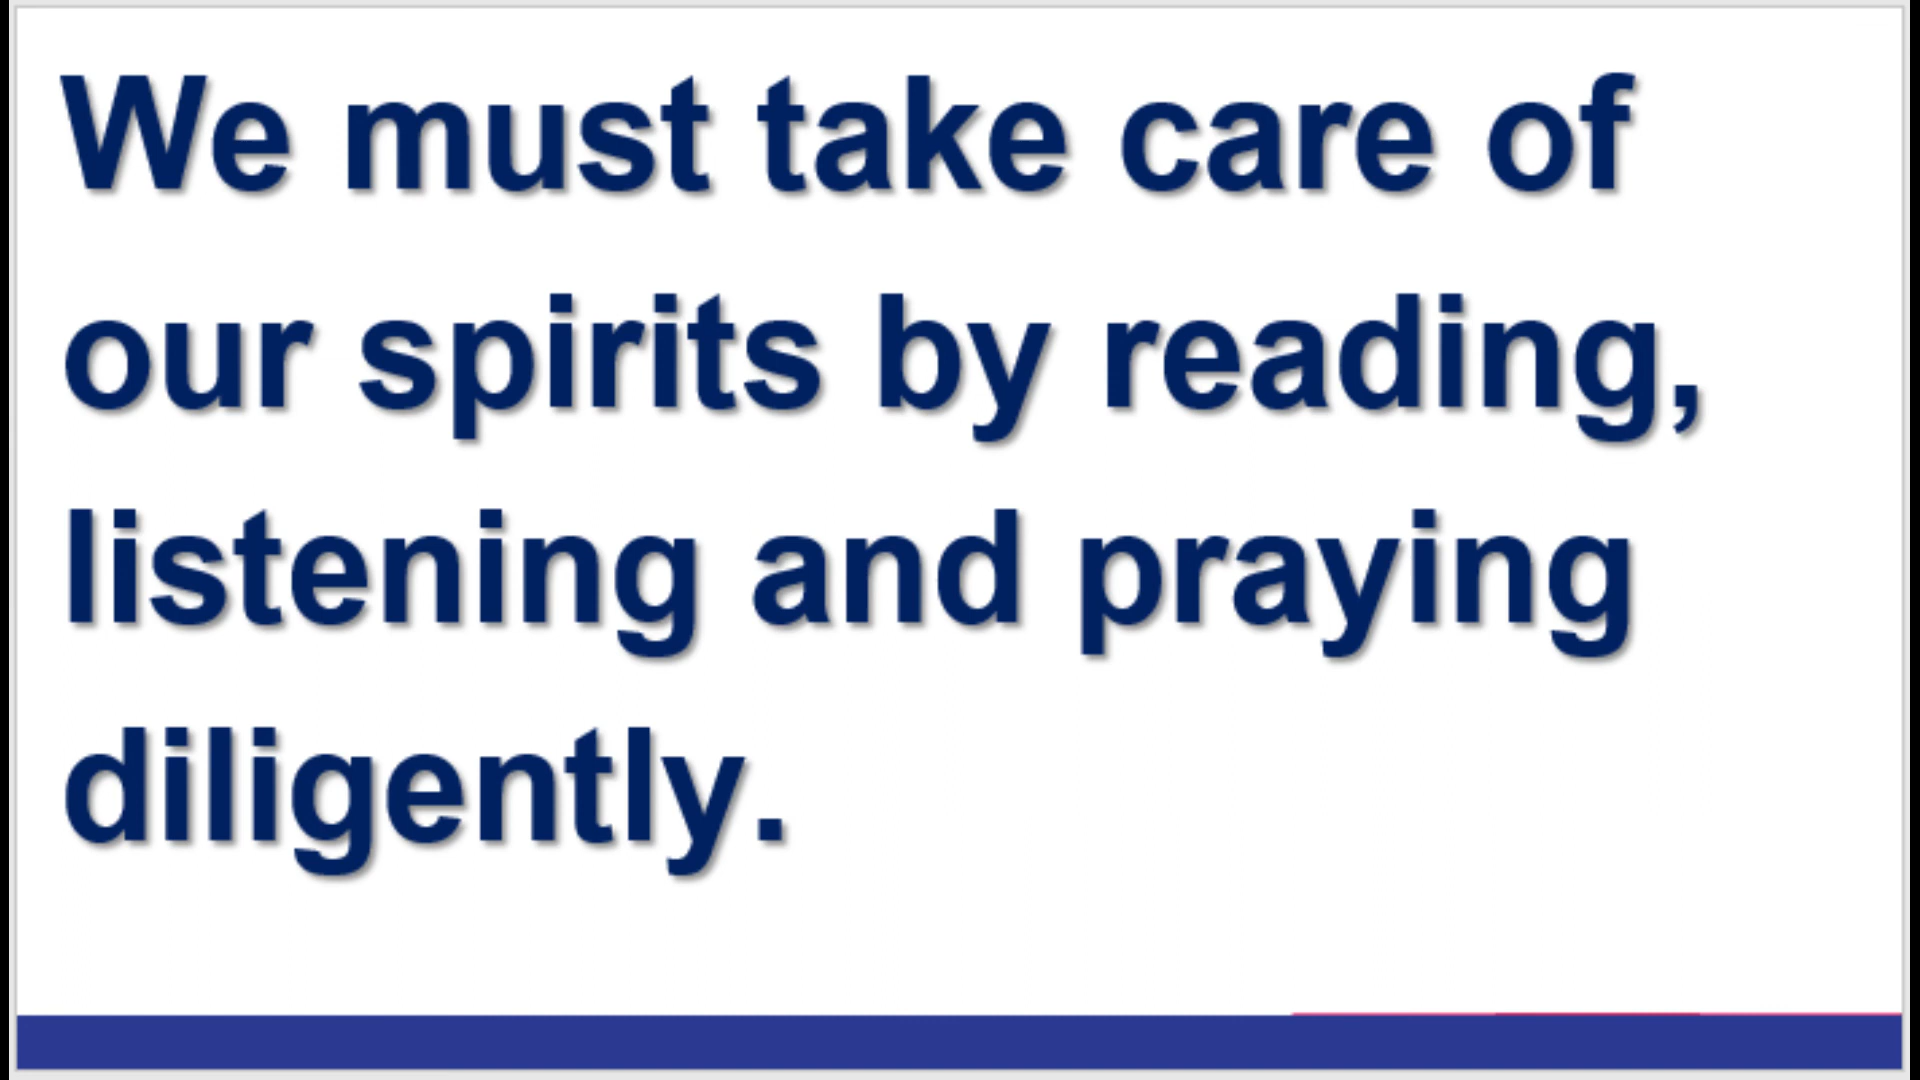 We must take care of
our spirits by reading,
listening and praying
diligently.